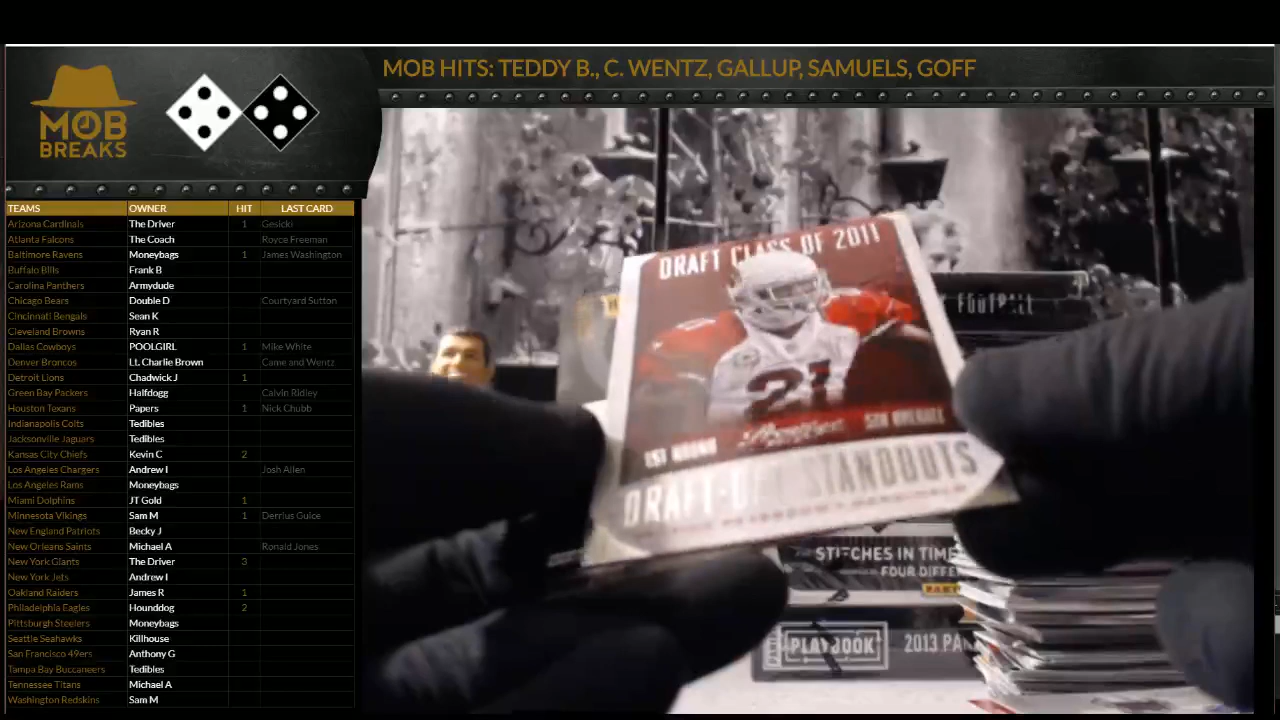 MOB HITS: TEDDY B., C. WENTZ, GALLUP, SAMUELS, GOFF
MOB
BREAKS
TEAMS OWNER HIT LAST CARD
Arizona Cardinals The Driver 1 Gesicki
Atlanta Falcons The Coach Royce Freeman
Baltimore Ravens Moneybags 1 James Washington
Buffalo Bills Frank B
Carolina Panthers Armydude
Chicago Bears Double D Courtyard Sutton
Cincinnati Bengals Sean K
Cleveland Browns Ryan R
Dallas Cowboys POOLGIRL 1 Mike White
Denver Broncos Lt. Charlie Brown Came and Wentz
Detroit Lions Chadwick J 1
Green Bay Packers Halfdogg Calvin Ridley
Houston Texans Papers 1 Nick Chubb
Indianapolis Colts Tedibles
Jacksonville Jaguars Tedibles
Kansas City Chiefs Kevin C 2
Los Angeles Chargers Andrew I Josh Allen
Los Angeles Rams Moneybags
Miami Dolphins JT Gold 1
Minnesota Vikings Sam M 1 Derrius Guice
New England Patriots Becky J
New Orleans Saints Michael A Ronald Jones
New York Giants The Driver 3
New York Jets Andrew I
Oakland Raiders James R 1
Philadelphia Eagles Hounddog 2
Pittsburgh Steelers Moneybags
Seattle Seahawks Killhouse
San Francisco 49ers Anthony G
Tampa Bay Buccaneers Tedibles
Tennessee Titans Michael A
Washington Redskins Sam M
DRAFT CLASS OF 2011
21
1ST ROUND 5TH OVERALL
DRAFT STANDOUTS
FOOTBALL
STITCHES IN TIME
FOUR DIFFE
PANI
PLAYBOOK 2013 PA